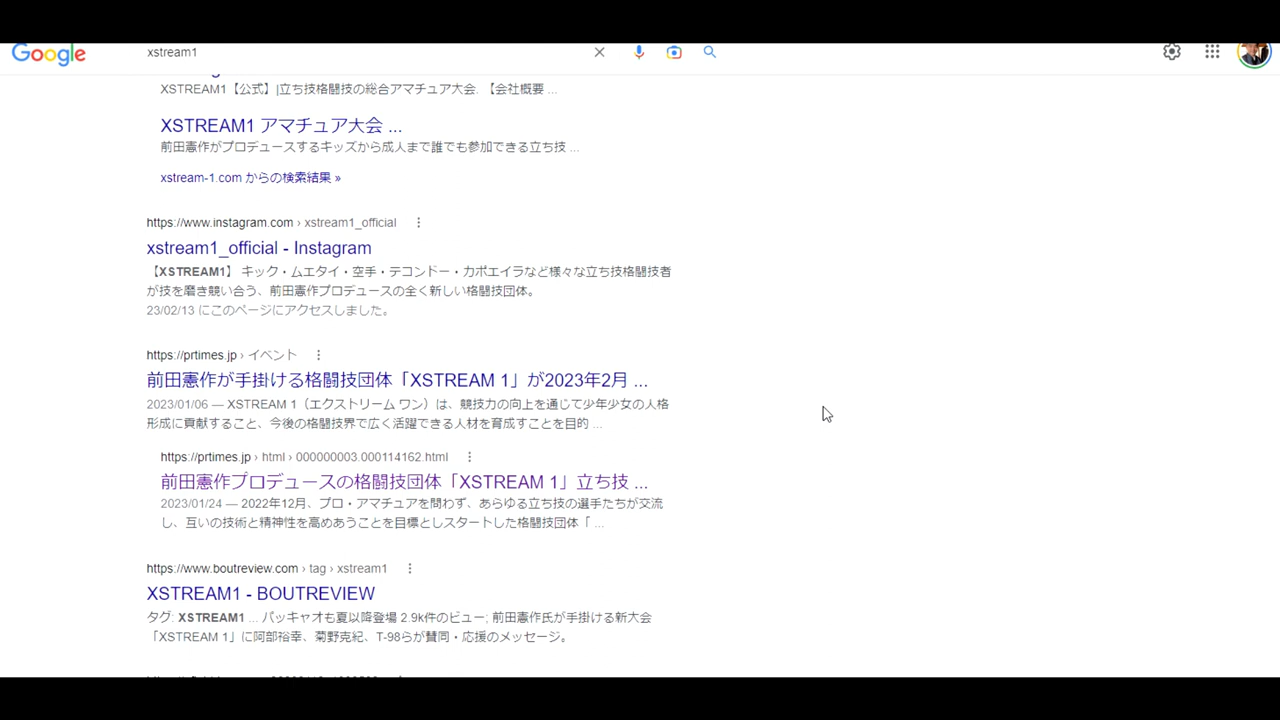 Google
xstream1
XSTREAM1【公式】|立ち技格闘技の総合アマチュア大会. 【会社概要 ...
XSTREAM1 アマチュア大会 ...
前田憲作がプロデュースするキッズから成人まで誰でも参加できる立ち技 ...
xstream-1.com からの検索結果 »
https://www.instagram.com › xstream1_official
xstream1_official - Instagram
【XSTREAM1】 キック・ムエタイ・空手・テコンドー・カポエイラなど様々な立ち技格闘技者
が技を磨き競い合う、前田憲作プロデュースの全く新しい格闘技団体。
23/02/13 にこのページにアクセスしました。
https://prtimes.jp › イベント
前田憲作が手掛ける格闘技団体「XSTREAM 1」が2023年2月 ...
2023/01/06 — XSTREAM 1（エクストリーム ワン）は、競技力の向上を通じて少年少女の人格
形成に貢献すること、今後の格闘技界で広く活躍できる人材を育成すことを目的 ...
https://prtimes.jp › html › 000000003.000114162.html
前田憲作プロデュースの格闘技団体「XSTREAM 1」立ち技 ...
2023/01/24 — 2022年12月、プロ・アマチュアを問わず、あらゆる立ち技の選手たちが交流
し、互いの技術と精神性を高めあうことを目標としスタートした格闘技団体「 ...
https://www.boutreview.com › tag › xstream1
XSTREAM1 - BOUTREVIEW
タグ: XSTREAM1 ... パッキャオも夏以降登場 2.9k件のビュー; 前田憲作氏が手掛ける新大会
「XSTREAM 1」に阿部裕幸、菊野克紀、T-98らが賛同・応援のメッセージ。